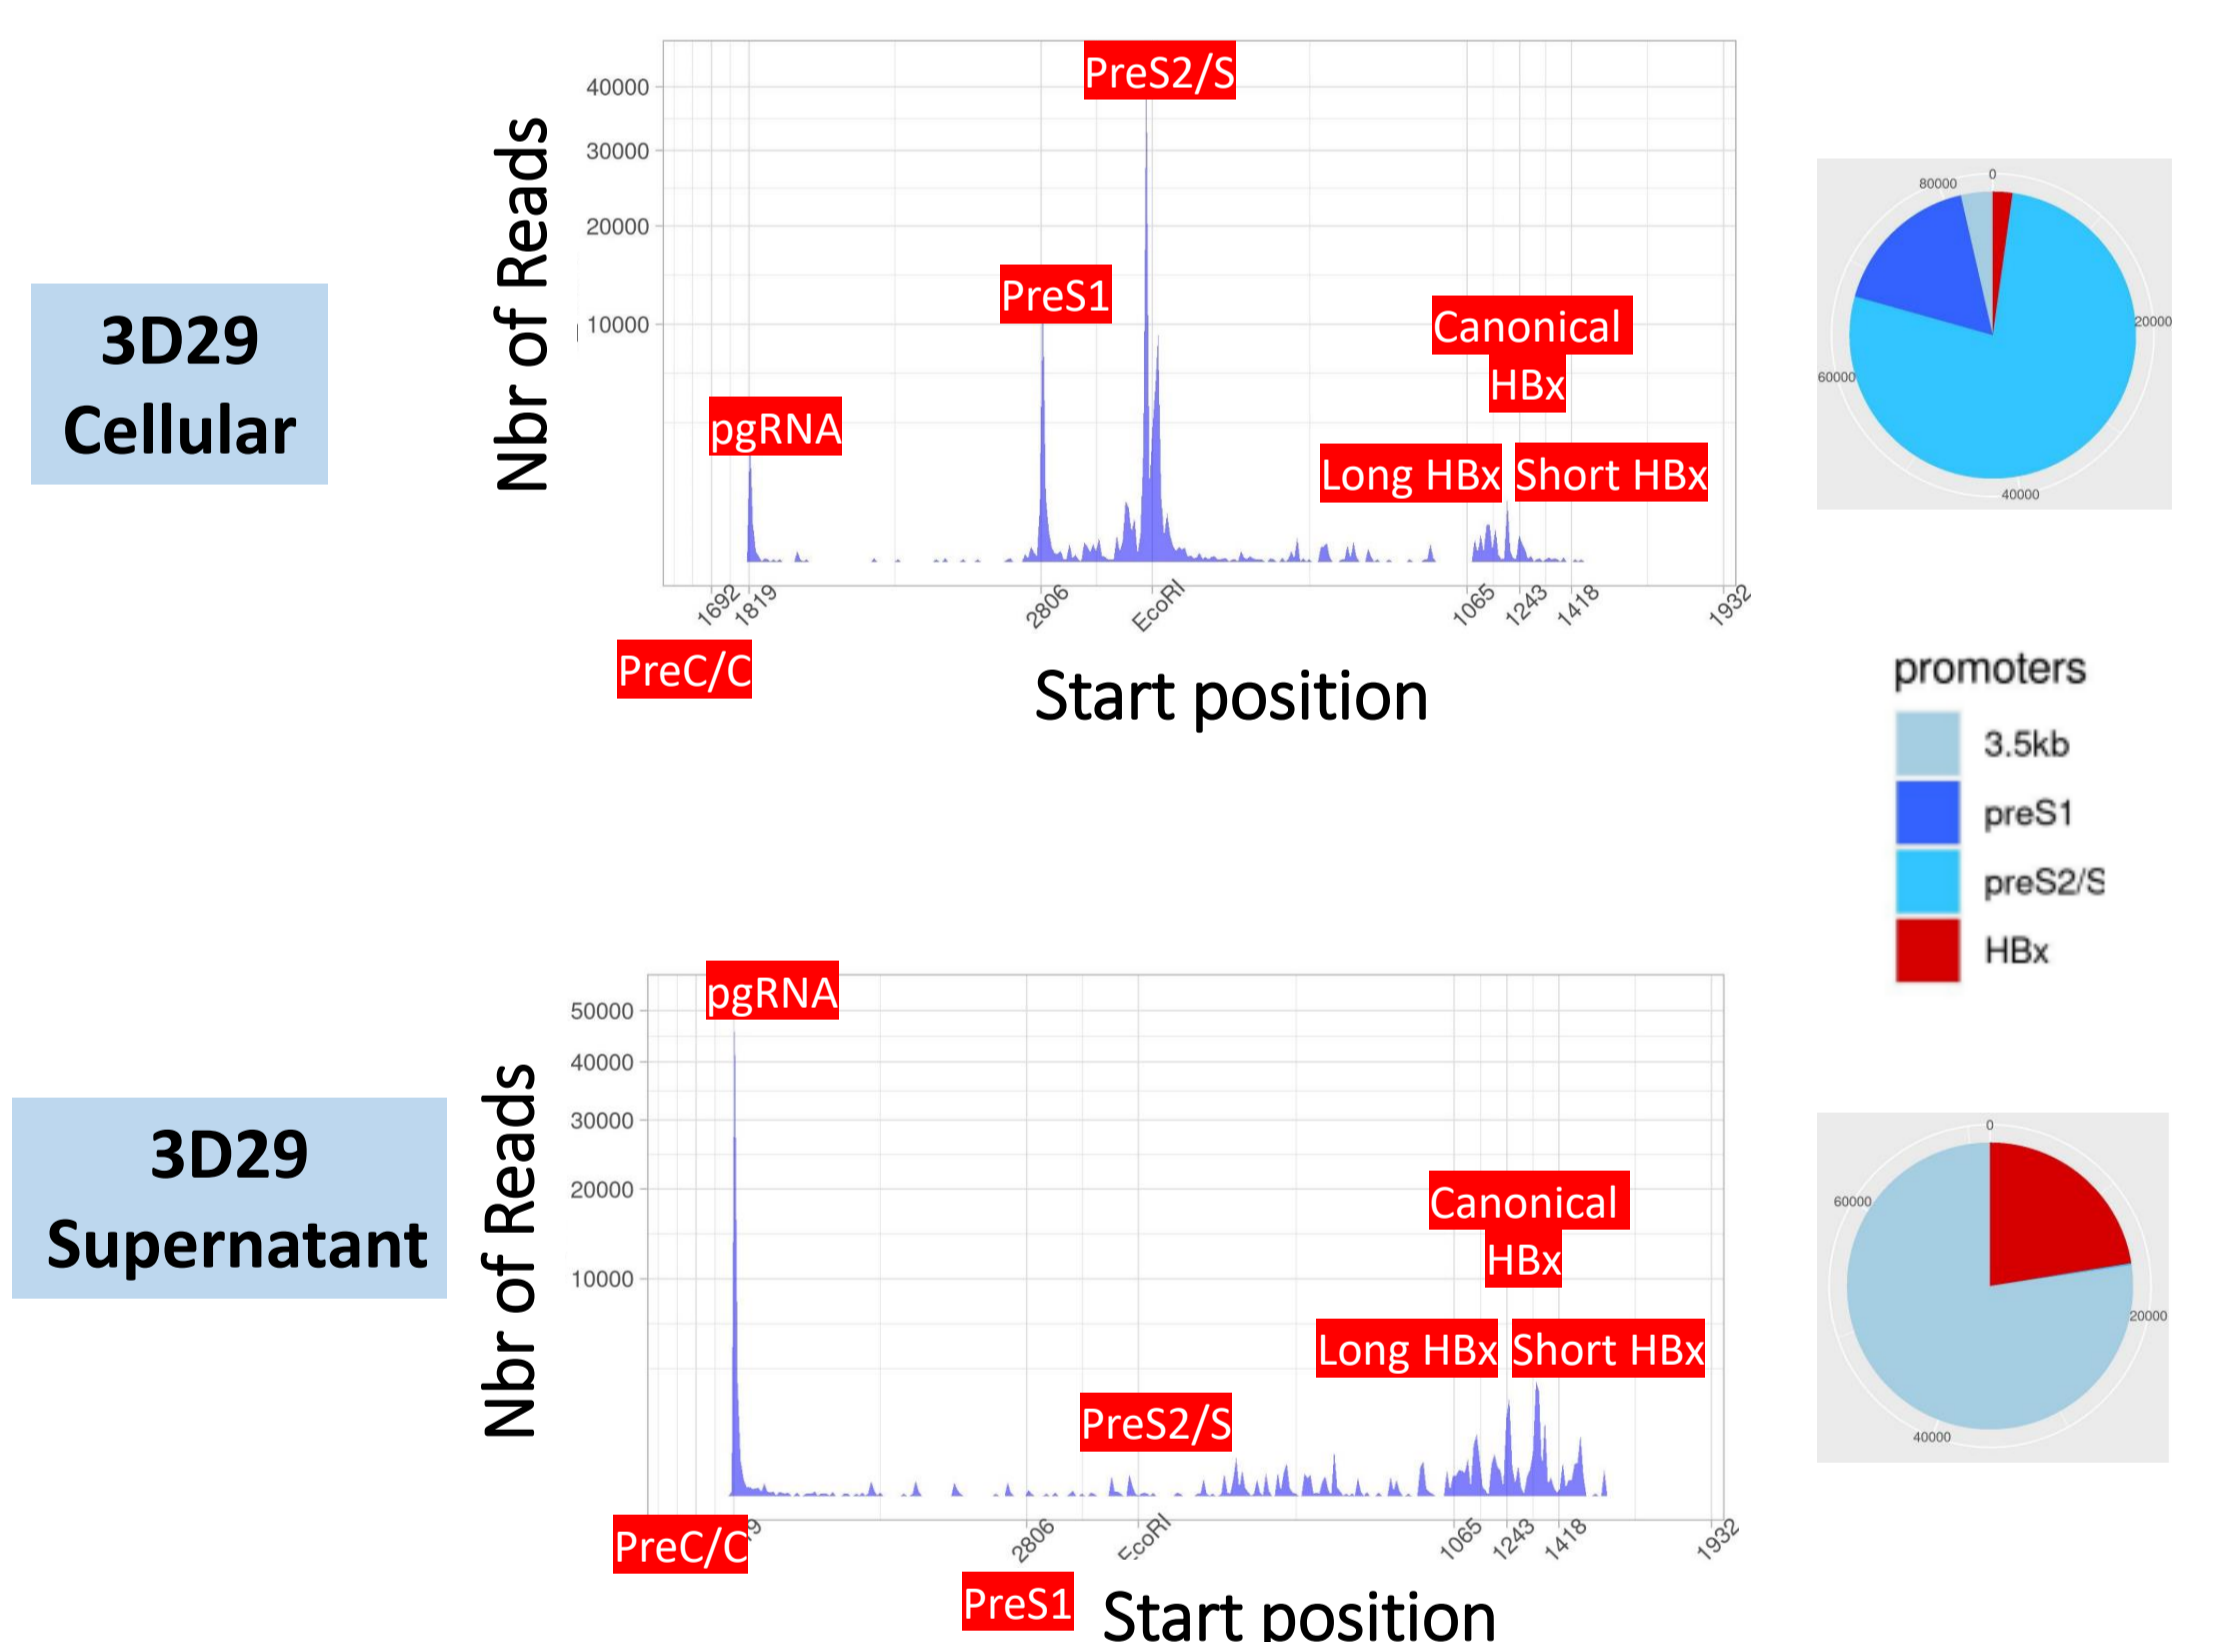 3D29
Cellular
Nbr of Reads
40000
30000
20000
10000
PreS2/S
PreS1
pgRNA
Canonical
HBx
Long HBx
Short HBx
1692
1819
2806
EcoRI
1065
1243
1418
1932
PreC/C
Start position
0
20000
40000
60000
80000
promoters
3.5kb
preS1
preS2/S
HBx
3D29
Supernatant
Nbr of Reads
50000
40000
30000
20000
10000
pgRNA
Canonical
HBx
Long HBx
Short HBx
PreS2/S
PreC/C
9
2806
EcoRI
1065
1243
1418
1932
PreS1
Start position
0
20000
40000
60000